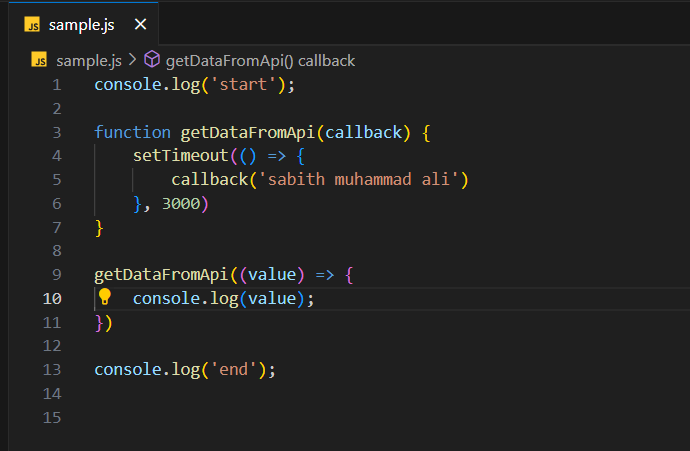 JS sample.js ×
JS sample.js > getDataFromApi() callback
1 console.log('start');
2
3 function getDataFromApi(callback) {
4     setTimeout(() => {
5         callback('sabith muhammad ali')
6     }, 3000)
7 }
8
9 getDataFromApi((value) => {
10     console.log(value);
11 })
12
13 console.log('end');
14
15